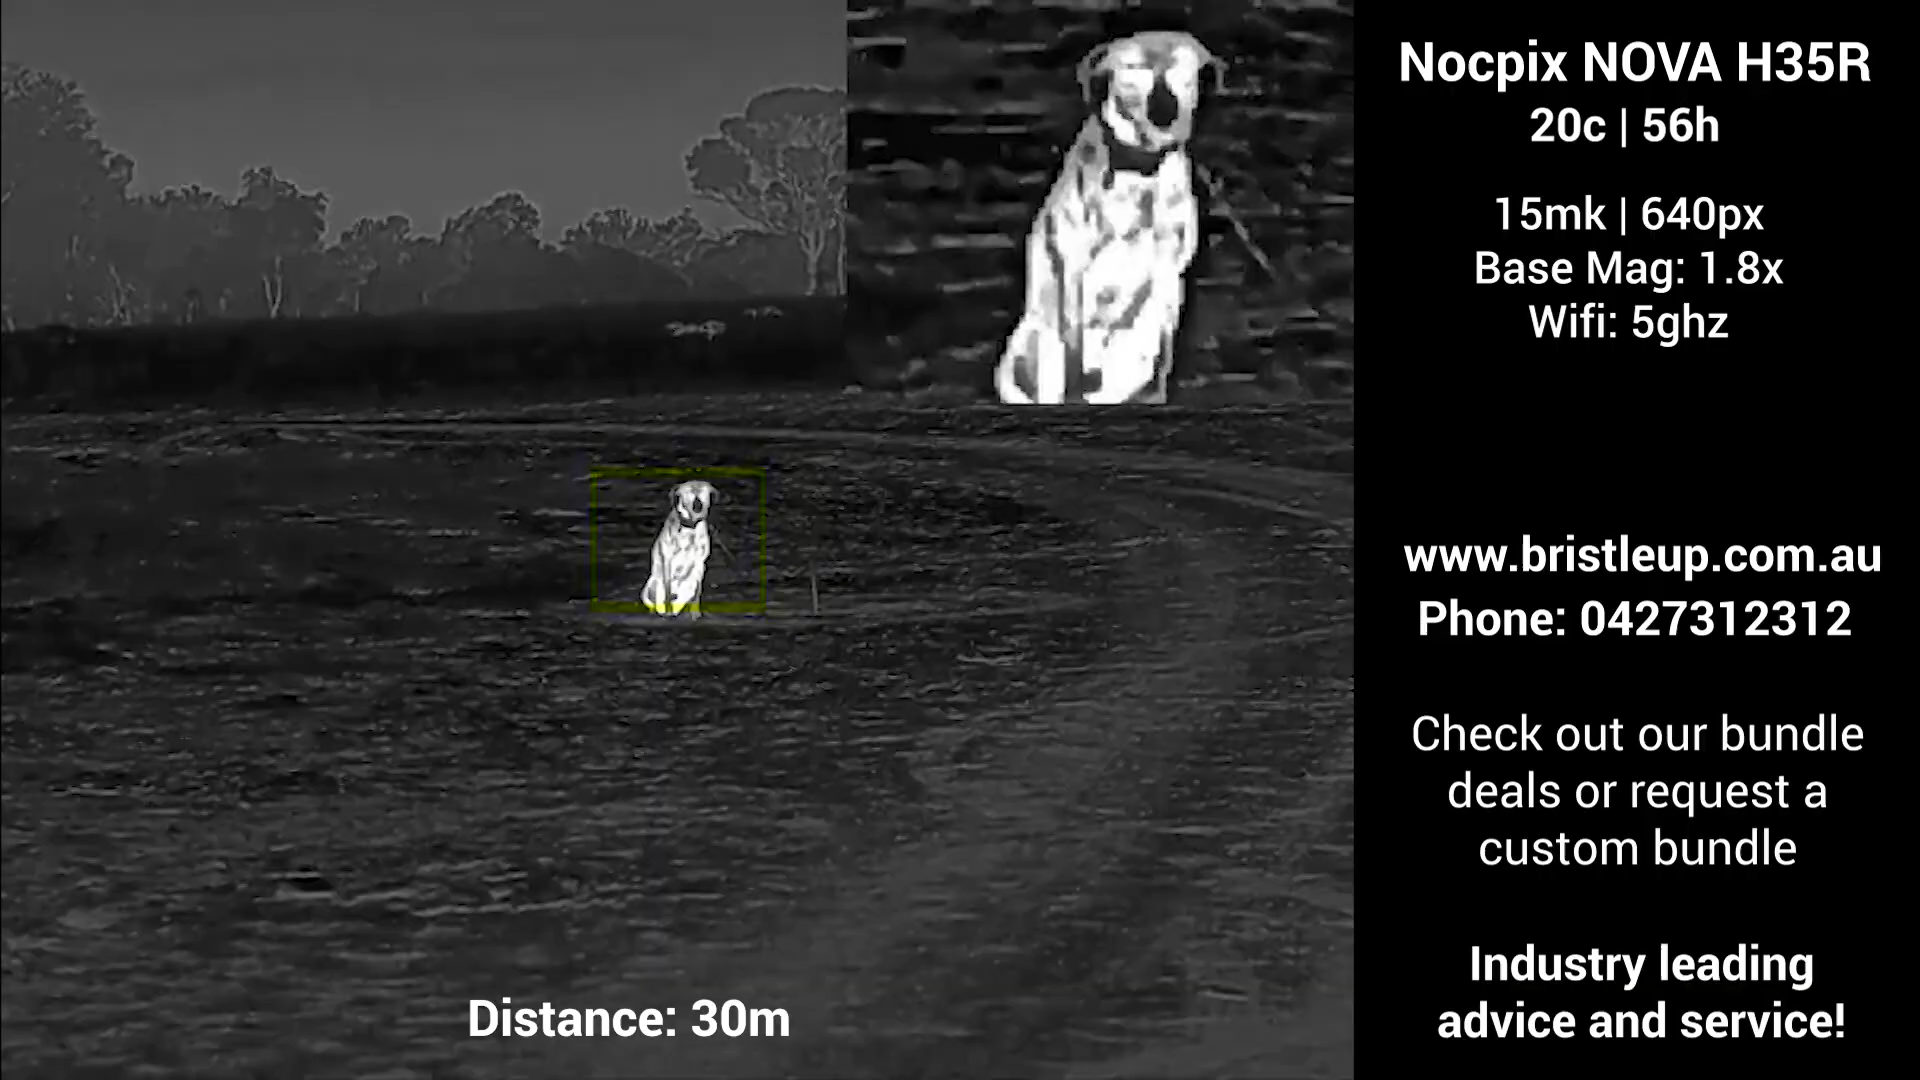 Nocpix NOVA H35R
20c | 56h
15mk | 640px
Base Mag: 1.8x
Wifi: 5ghz
www.bristleup.com.au
Phone: 0427312312
Check out our bundle
deals or request a
custom bundle
Industry leading
advice and service!
Distance: 30m